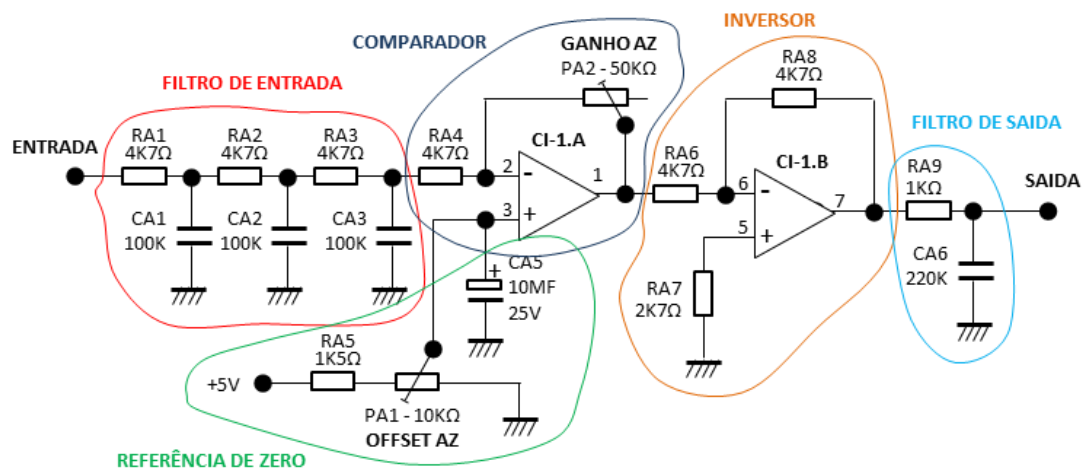 INVERSOR
COMPARADOR
GANHO AZ
PA2 - 50KΩ
RA8
4K7Ω
FILTRO DE ENTRADA
FILTRO DE SAIDA
ENTRADA
RA1
4K7Ω
RA2
4K7Ω
RA3
4K7Ω
RA4
4K7Ω
CI-1.A
2
-
1
3
+
RA6
4K7Ω
CI-1.B
6
-
7
5
+
RA9
1KΩ
SAIDA
CA1
100K
CA2
100K
CA3
100K
+
CA5
10MF
25V
RA7
2K7Ω
CA6
220K
+5V
RA5
1K5Ω
PA1 - 10KΩ
OFFSET AZ
REFERÊNCIA DE ZERO